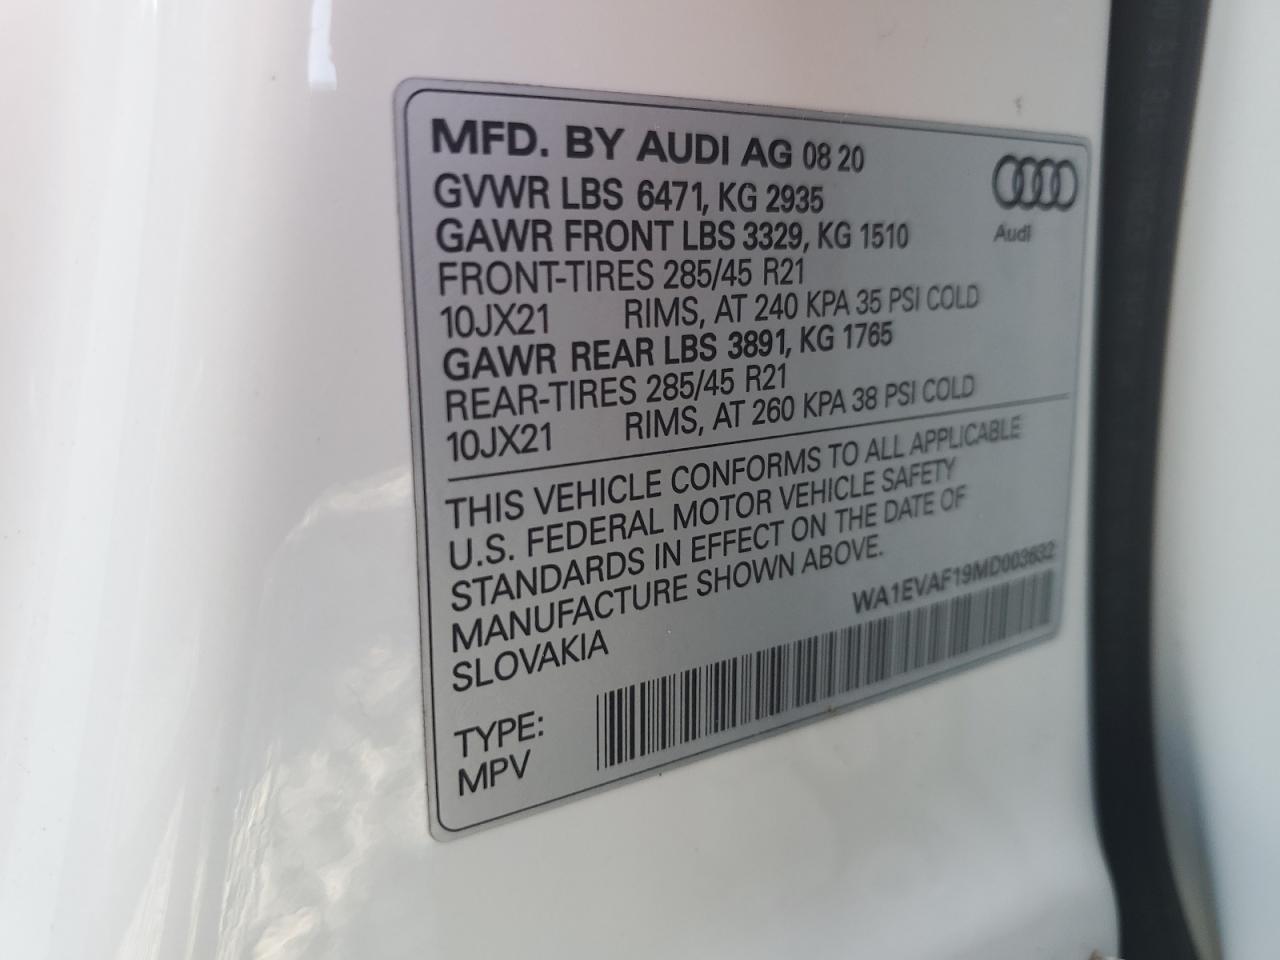 MFD. BY AUDI AG 08 20
GVWR LBS 6471, KG 2935
GAWR FRONT LBS 3329, KG 1510
Audi
FRONT-TIRES 285/45 R21
10JX21 RIMS, AT 240 KPA 35 PSI COLD
GAWR REAR LBS 3891, KG 1765
REAR-TIRES 285/45 R21
10JX21 RIMS, AT 260 KPA 38 PSI COLD
THIS VEHICLE CONFORMS TO ALL APPLICABLE
U.S. FEDERAL MOTOR VEHICLE SAFETY
STANDARDS IN EFFECT ON THE DATE OF
MANUFACTURE SHOWN ABOVE.
SLOVAKIA
WA1EVAF19MD003632
TYPE:
MPV